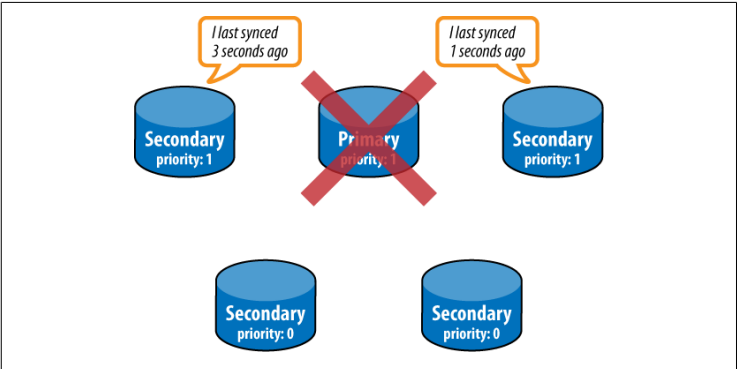 I last synced
3 seconds ago
I last synced
1 seconds ago
Secondary
priority: 1
Primary
priority: 1
Secondary
priority: 1
Secondary
priority: 0
Secondary
priority: 0